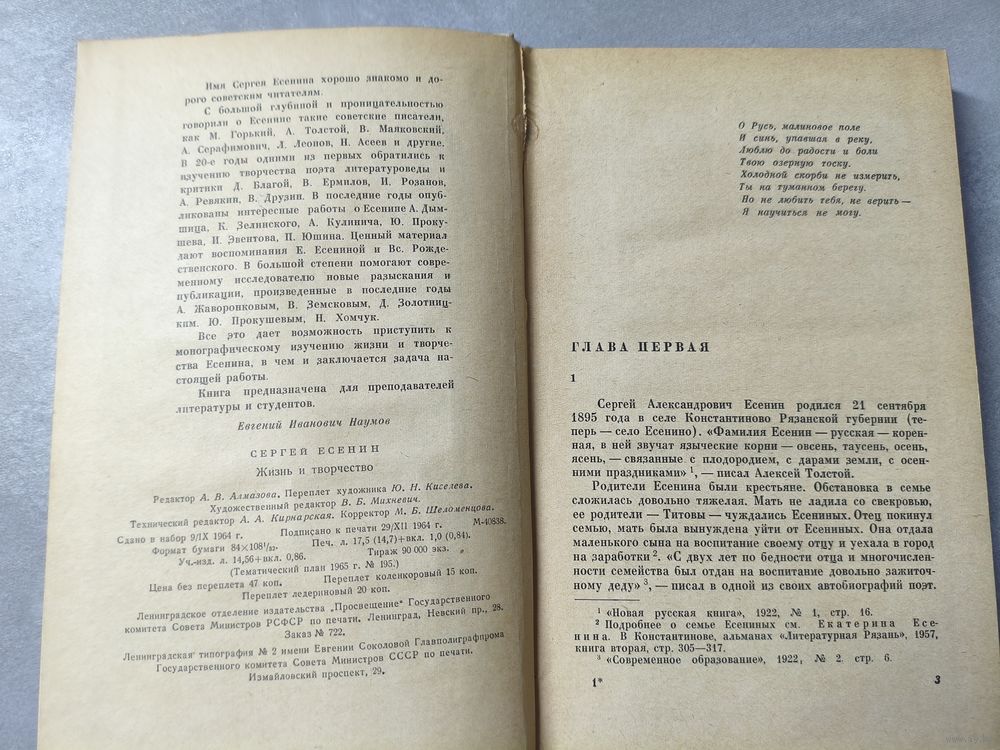 Имя Сергея Есенина хорошо знакомо и до-
рого советским читателям.
С большой глубиной и проницательностью
говорили о Есенине такие советские писатели,
как М. Горький, А. Толстой, В. Маяковский,
А. Серафимович, Л. Леонов, Н. Асеев и другие.
В 20-е годы одними из первых обратились к
изучению творчества поэта литературоведы и
критики Д. Благой, В. Ермилов, И. Розанов,
А. Ревякин, В. Друзин. В последние годы опуб-
ликованы интересные работы о Есенине А. Дым-
шица, К. Зелинского, А. Кулинича, Ю. Проку-
шева, И. Эвентова, П. Юшина. Ценный материал
дают воспоминания Е. Есениной и Вс. Рожде-
ственского. В большой степени помогают совре-
менному исследователю новые разыскания и
публикации, произведенные в последние годы
А. Жаворонковым, В. Земсковым, Д. Золотниц-
ким. Ю. Прокушевым, Н. Хомчук.
Все это дает возможность приступить к
монографическому изучению жизни и творче-
ства Есенина, в чем и заключается задача на-
стоящей работы.
Книга предназначена для преподавателей
литературы и студентов.
Евгений Иванович Наумов
СЕРГЕЙ ЕСЕНИН
Жизнь и творчество
Редактор А. В. Алмазова. Переплет художника Ю. Н. Киселева.
Художественный редактор В. Б. Михневич.
Технический редактор А. А. Кирнарская. Корректор М. Б. Шеломенцова.
Сдано в набор 9/IX 1964 г. Подписано к печати 29/XII 1964 г. М-40838.
Формат бумаги 84×108 1/32. Печ. л. 17,5 (14,7)+вкл. 1,0 (0,84).
Уч.-изд. л. 14,56+вкл. 0,86. Тираж 90 000 экз.
(Тематический план 1965 г. № 195.)
Цена без переплета 47 коп. Переплет коленкоровый 15 коп.
Переплет ледериновый 20 коп.
Ленинградское отделение издательства „Просвещение“ Государственного
комитета Совета Министров РСФСР по печати. Ленинград, Невский пр., 28.
Заказ № 722.
Ленинградская типография № 2 имени Евгении Соколовой Главполиграфпрома
Государственного комитета Совета Министров СССР по печати.
Измайловский проспект, 29.
О Русь, малиновое поле
И синь, упавшая в реку,
Люблю до радости и боли
Твою озерную тоску.
Холодной скорби не измерить,
Ты на туманном берегу.
Но не любить тебя, не верить —
Я научиться не могу.
ГЛАВА ПЕРВАЯ
1
Сергей Александрович Есенин родился 21 сентября
1895 года в селе Константиново Рязанской губернии (те-
перь — село Есенино). «Фамилия Есенин — русская — корен-
ная, в ней звучат языческие корни — овсень, таусень, осень,
ясень, — связанные с плодородием, с дарами земли, с осен-
ними праздниками» 1, — писал Алексей Толстой.
Родители Есенина были крестьяне. Обстановка в семье
сложилась довольно тяжелая. Мать не ладила со свекровью,
ее родители — Титовы — чуждались Есениных. Отец покинул
семью, мать была вынуждена уйти от Есениных. Она отдала
маленького сына на воспитание своему отцу и уехала в город
на заработки 2. «С двух лет по бедности отца и многочислен-
ности семейства был отдан на воспитание довольно зажиточ-
ному деду» 3, — писал в одной из своих автобиографий поэт.
1 «Новая русская книга», 1922, № 1, стр. 16.
2 Подробнее о семье Есениных см. Екатерина Есе-
нина. В Константинове, альманах «Литературная Рязань», 1957,
книга вторая, стр. 305—317.
3 «Современное образование», 1922, № 2. стр. 6.
1*
3